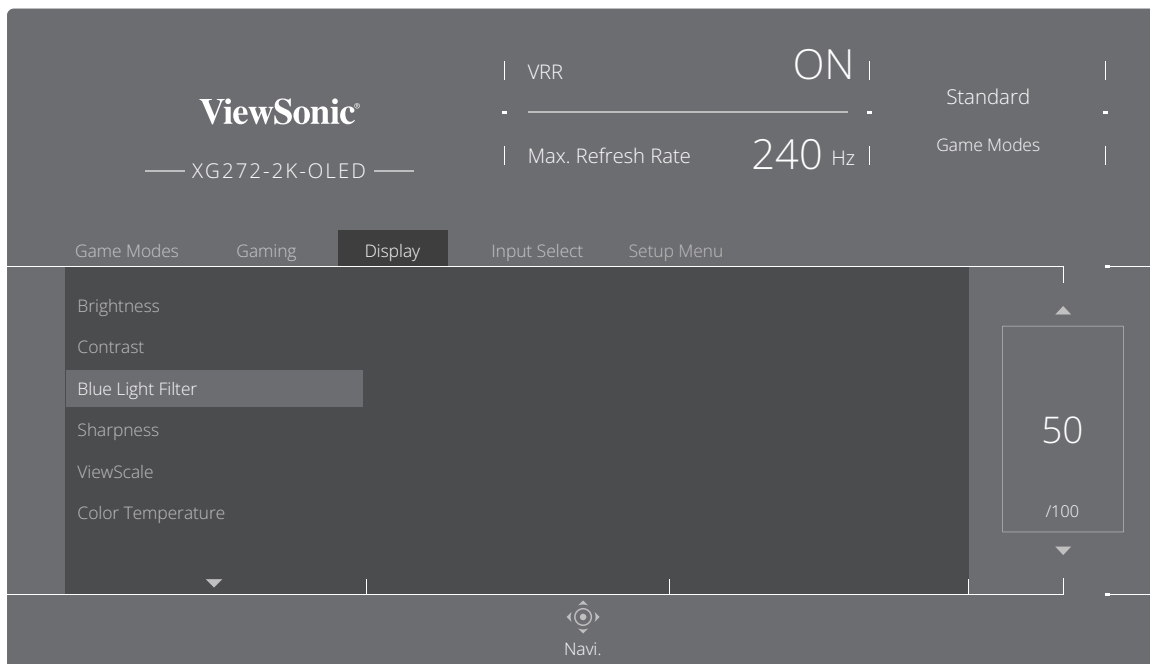 ViewSonic®
XG272-2K-OLED
VRR ON
Max. Refresh Rate 240 Hz
Standard
Game Modes
Game Modes Gaming Display Input Select Setup Menu
Brightness
Contrast
Blue Light Filter
Sharpness
ViewScale
Color Temperature
50
/100
Navi.